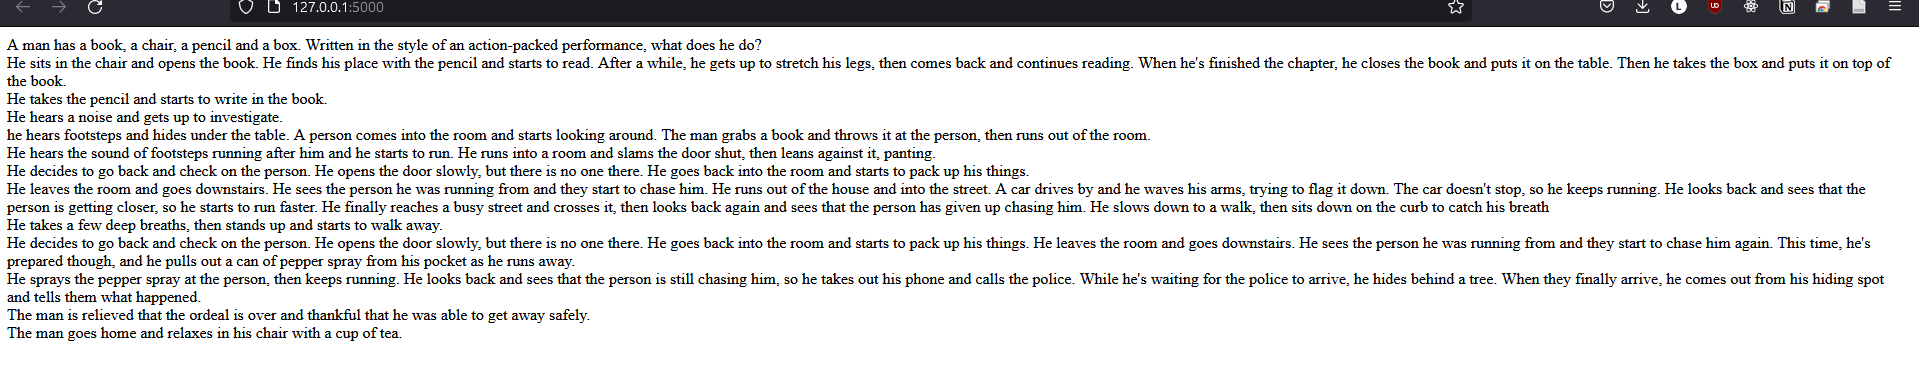 127.0.0.1:5000
A man has a book, a chair, a pencil and a box. Written in the style of an action-packed performance, what does he do?
He sits in the chair and opens the book. He finds his place with the pencil and starts to read. After a while, he gets up to stretch his legs, then comes back and continues reading. When he's finished the chapter, he closes the book and puts it on the table. Then he takes the box and puts it on top of
the book.
He takes the pencil and starts to write in the book.
He hears a noise and gets up to investigate.
he hears footsteps and hides under the table. A person comes into the room and starts looking around. The man grabs a book and throws it at the person, then runs out of the room.
He hears the sound of footsteps running after him and he starts to run. He runs into a room and slams the door shut, then leans against it, panting.
He decides to go back and check on the person. He opens the door slowly, but there is no one there. He goes back into the room and starts to pack up his things.
He leaves the room and goes downstairs. He sees the person he was running from and they start to chase him. He runs out of the house and into the street. A car drives by and he waves his arms, trying to flag it down. The car doesn't stop, so he keeps running. He looks back and sees that the
person is getting closer, so he starts to run faster. He finally reaches a busy street and crosses it, then looks back again and sees that the person has given up chasing him. He slows down to a walk, then sits down on the curb to catch his breath
He takes a few deep breaths, then stands up and starts to walk away.
He decides to go back and check on the person. He opens the door slowly, but there is no one there. He goes back into the room and starts to pack up his things. He leaves the room and goes downstairs. He sees the person he was running from and they start to chase him again. This time, he's
prepared though, and he pulls out a can of pepper spray from his pocket as he runs away.
He sprays the pepper spray at the person, then keeps running. He looks back and sees that the person is still chasing him, so he takes out his phone and calls the police. While he's waiting for the police to arrive, he hides behind a tree. When they finally arrive, he comes out from his hiding spot
and tells them what happened.
The man is relieved that the ordeal is over and thankful that he was able to get away safely.
The man goes home and relaxes in his chair with a cup of tea.